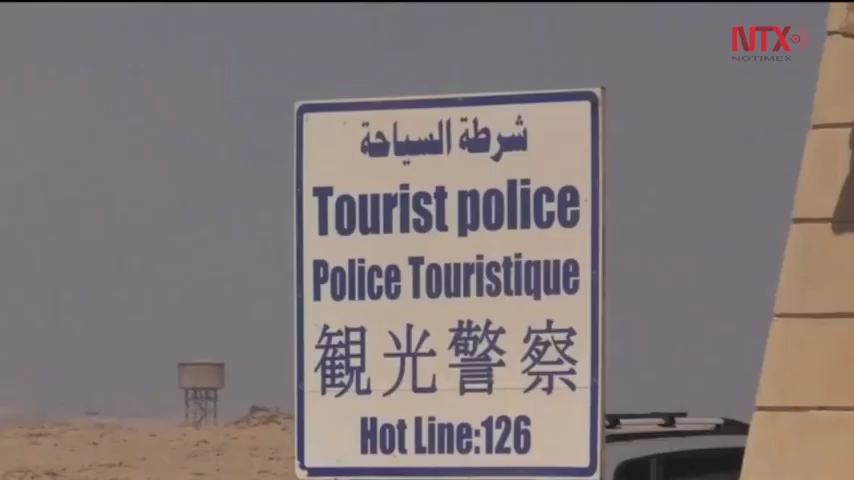 NTX
NOTIMEX
شرطة السياحة
Tourist police
Police Touristique
観光警察
Hot Line:126